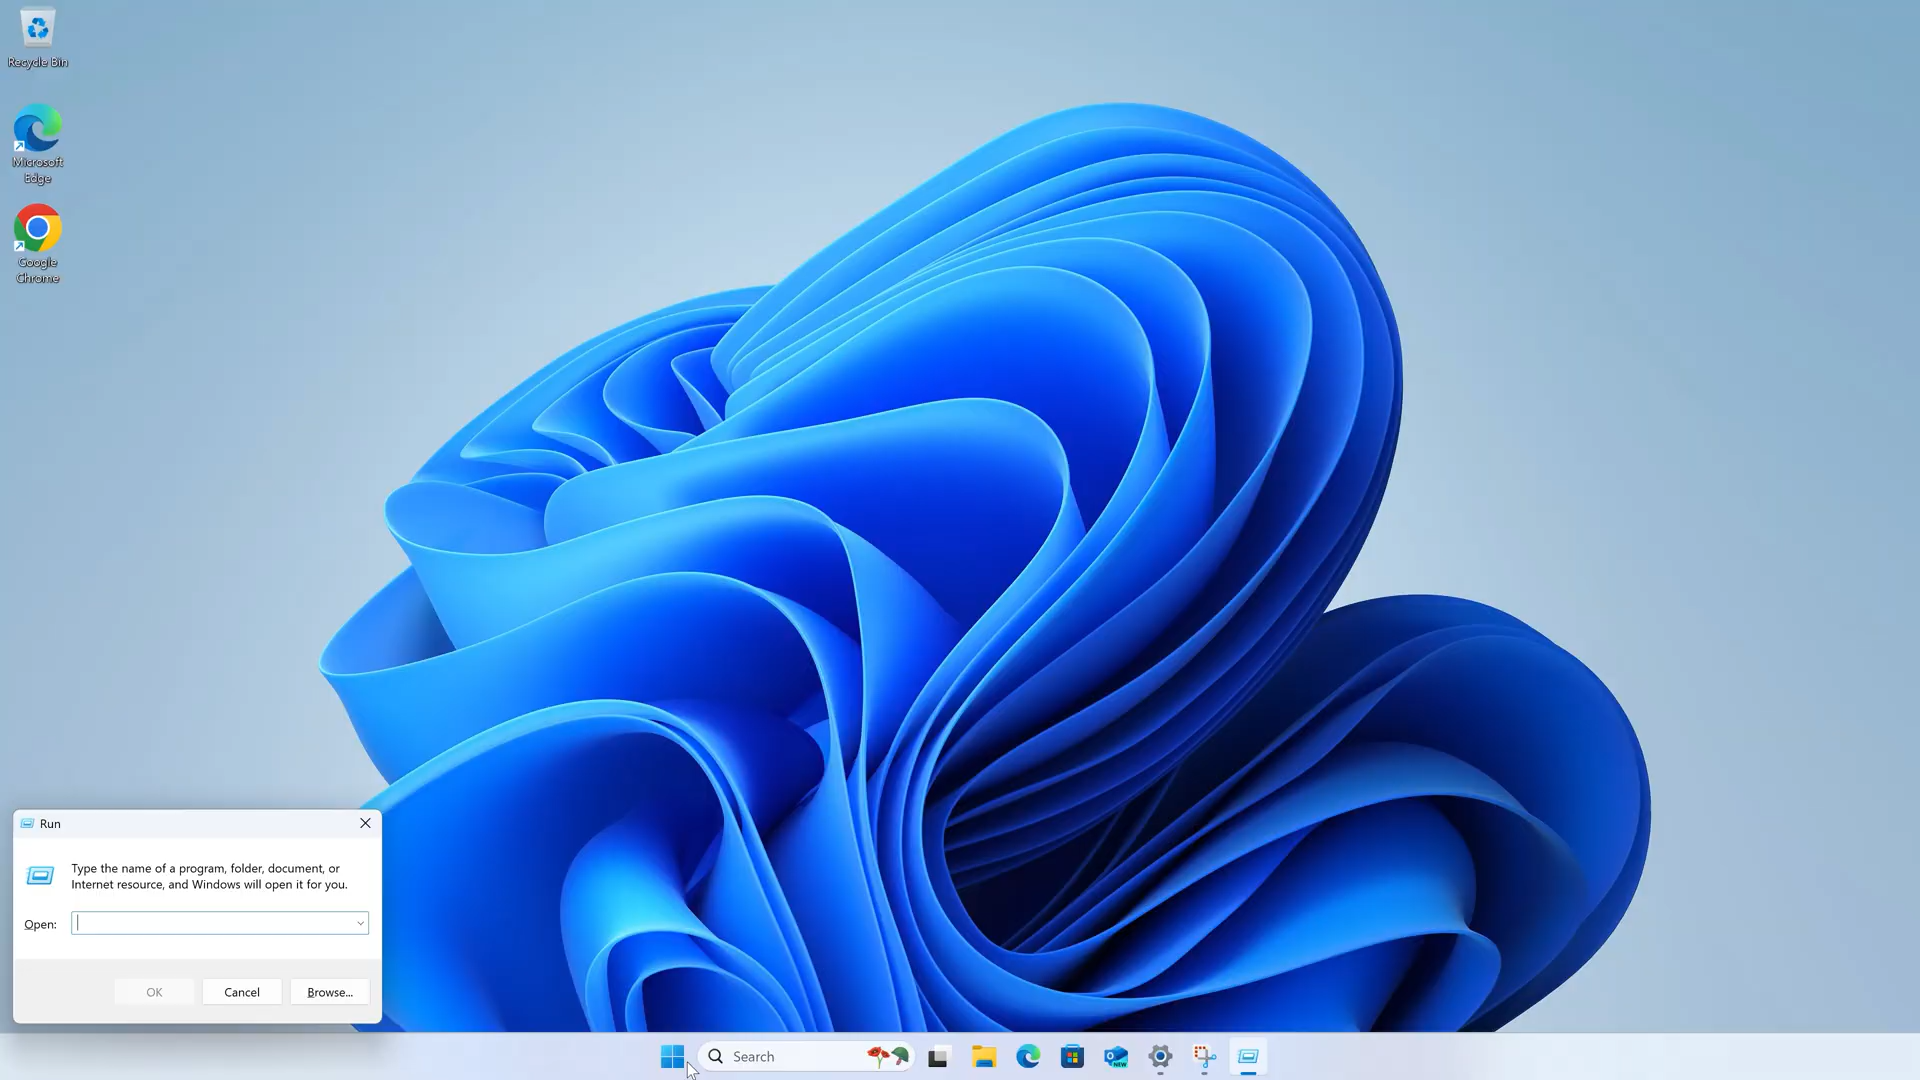 Recycle Bin
Microsoft
Edge
Google
Chrome
Run
Type the name of a program, folder, document, or
Internet resource, and Windows will open it for you.
Open:
OK
Cancel
Browse...
Search
NEW